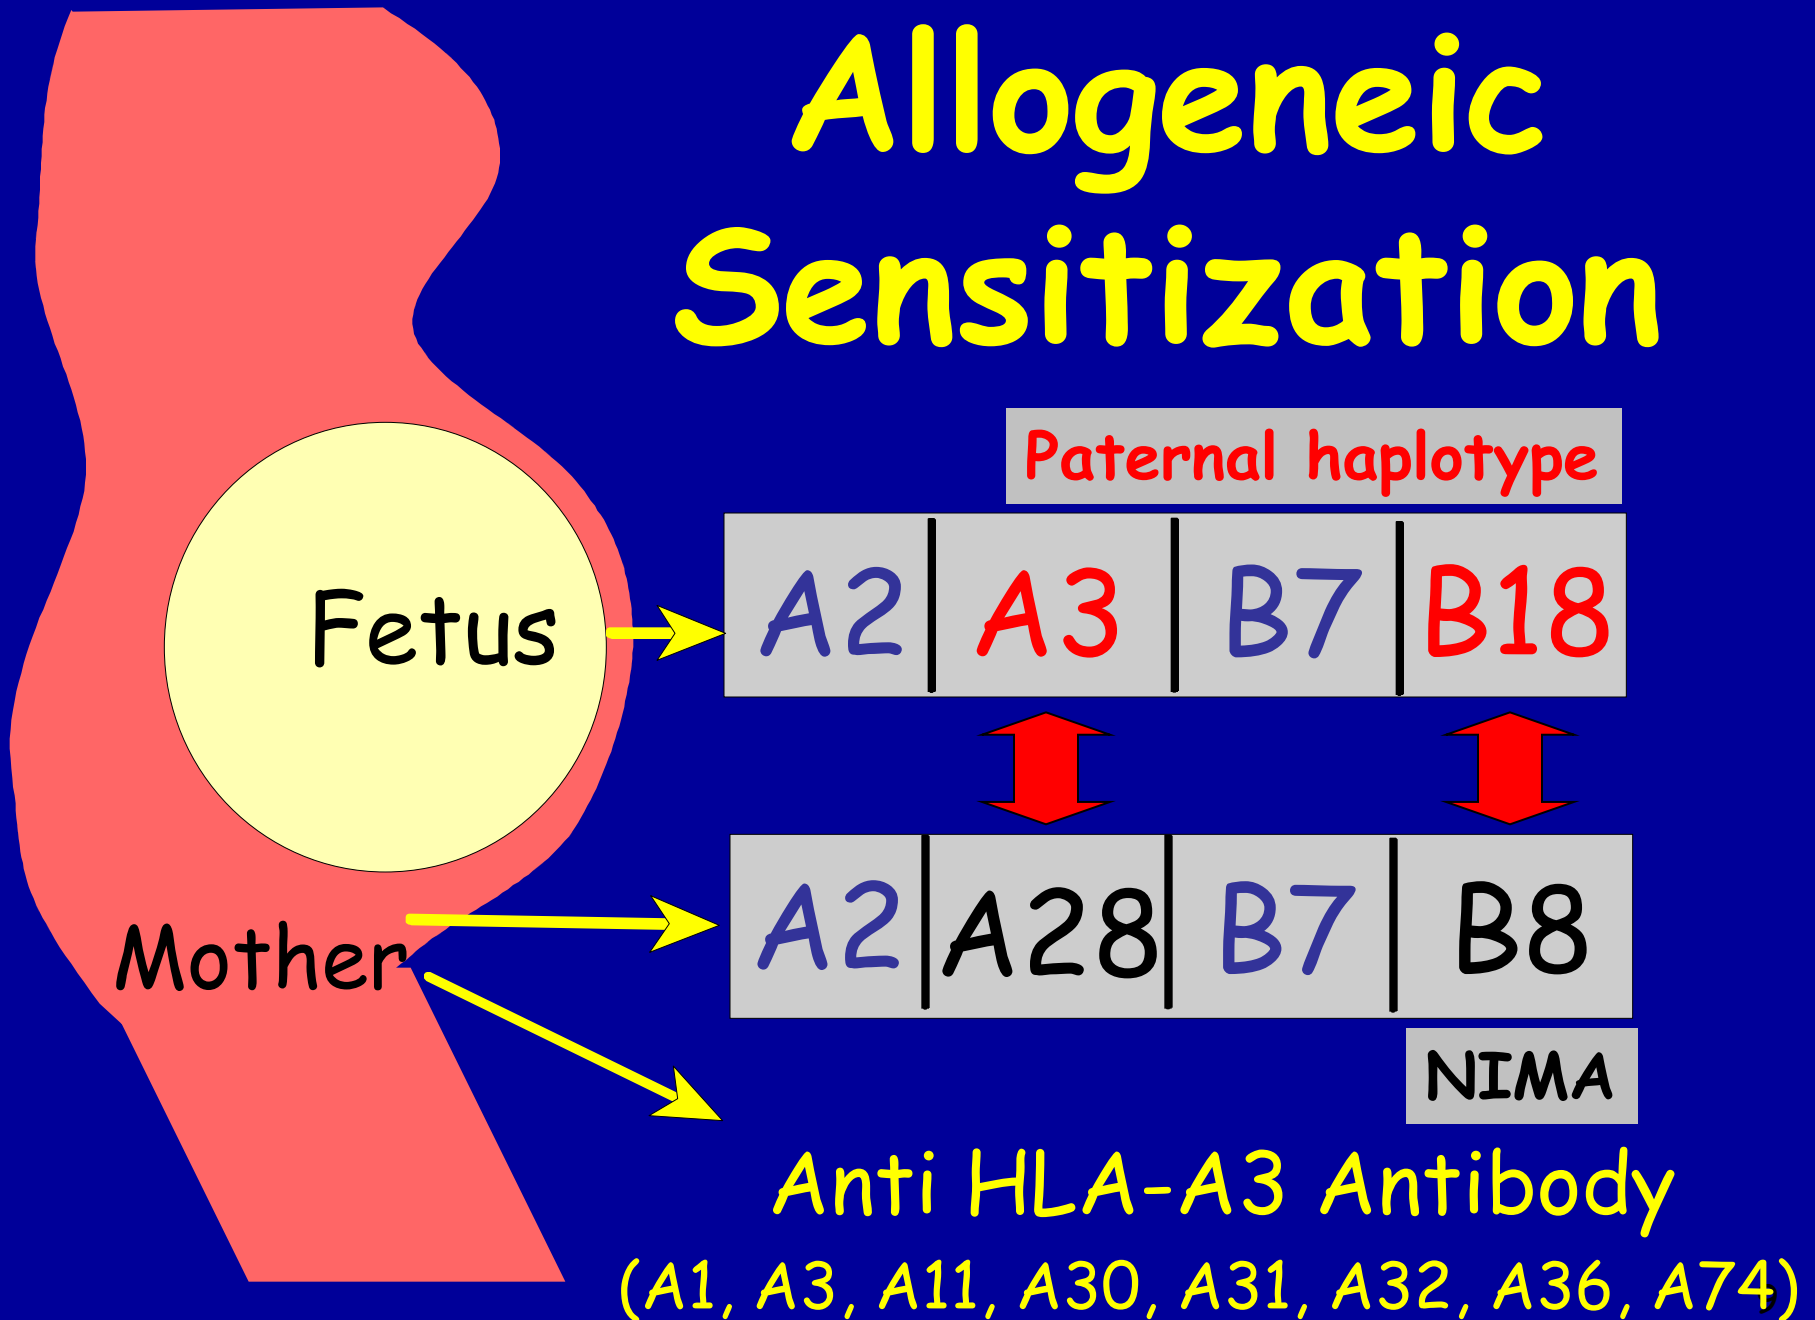 Allogeneic
Sensitization
Paternal haplotype
Fetus
A2 A3 B7 B18
Mother
A2 A28 B7 B8
NIMA
Anti HLA-A3 Antibody
(A1, A3, A11, A30, A31, A32, A36, A74)